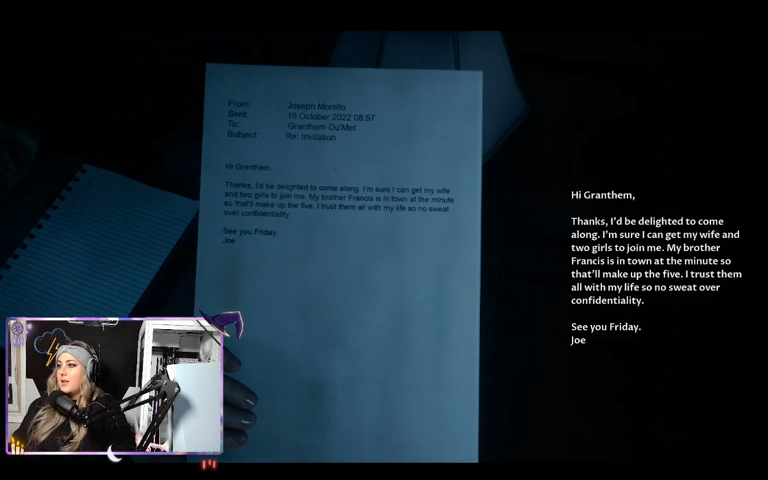 From: Joseph Morello
Sent: 15 October 2022 08:57
To: Granthem Du'Met
Subject: Re: Invitation
Hi Granthem,
Thanks, I'd be delighted to come along. I'm sure I can get my wife
and two girls to join me. My brother Francis is in town at the minute
so that'll make up the five. I trust them all with my life so no sweat
over confidentiality.
See you Friday.
Joe
Hi Granthem,
Thanks, I'd be delighted to come
along. I'm sure I can get my wife and
two girls to join me. My brother
Francis is in town at the minute so
that'll make up the five. I trust them
all with my life so no sweat over
confidentiality.
See you Friday.
Joe